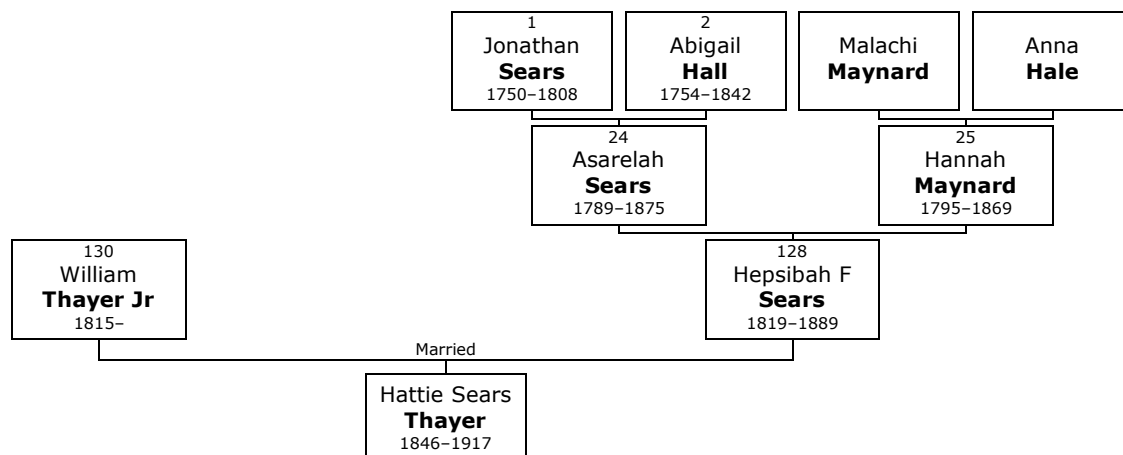 1
Jonathan
Sears
1750–1808
2
Abigail
Hall
1754–1842
Malachi
Maynard
Anna
Hale
24
Asarelah
Sears
1789–1875
25
Hannah
Maynard
1795–1869
130
William
Thayer Jr
1815–
128
Hepsibah F
Sears
1819–1889
Married
Hattie Sears
Thayer
1846–1917